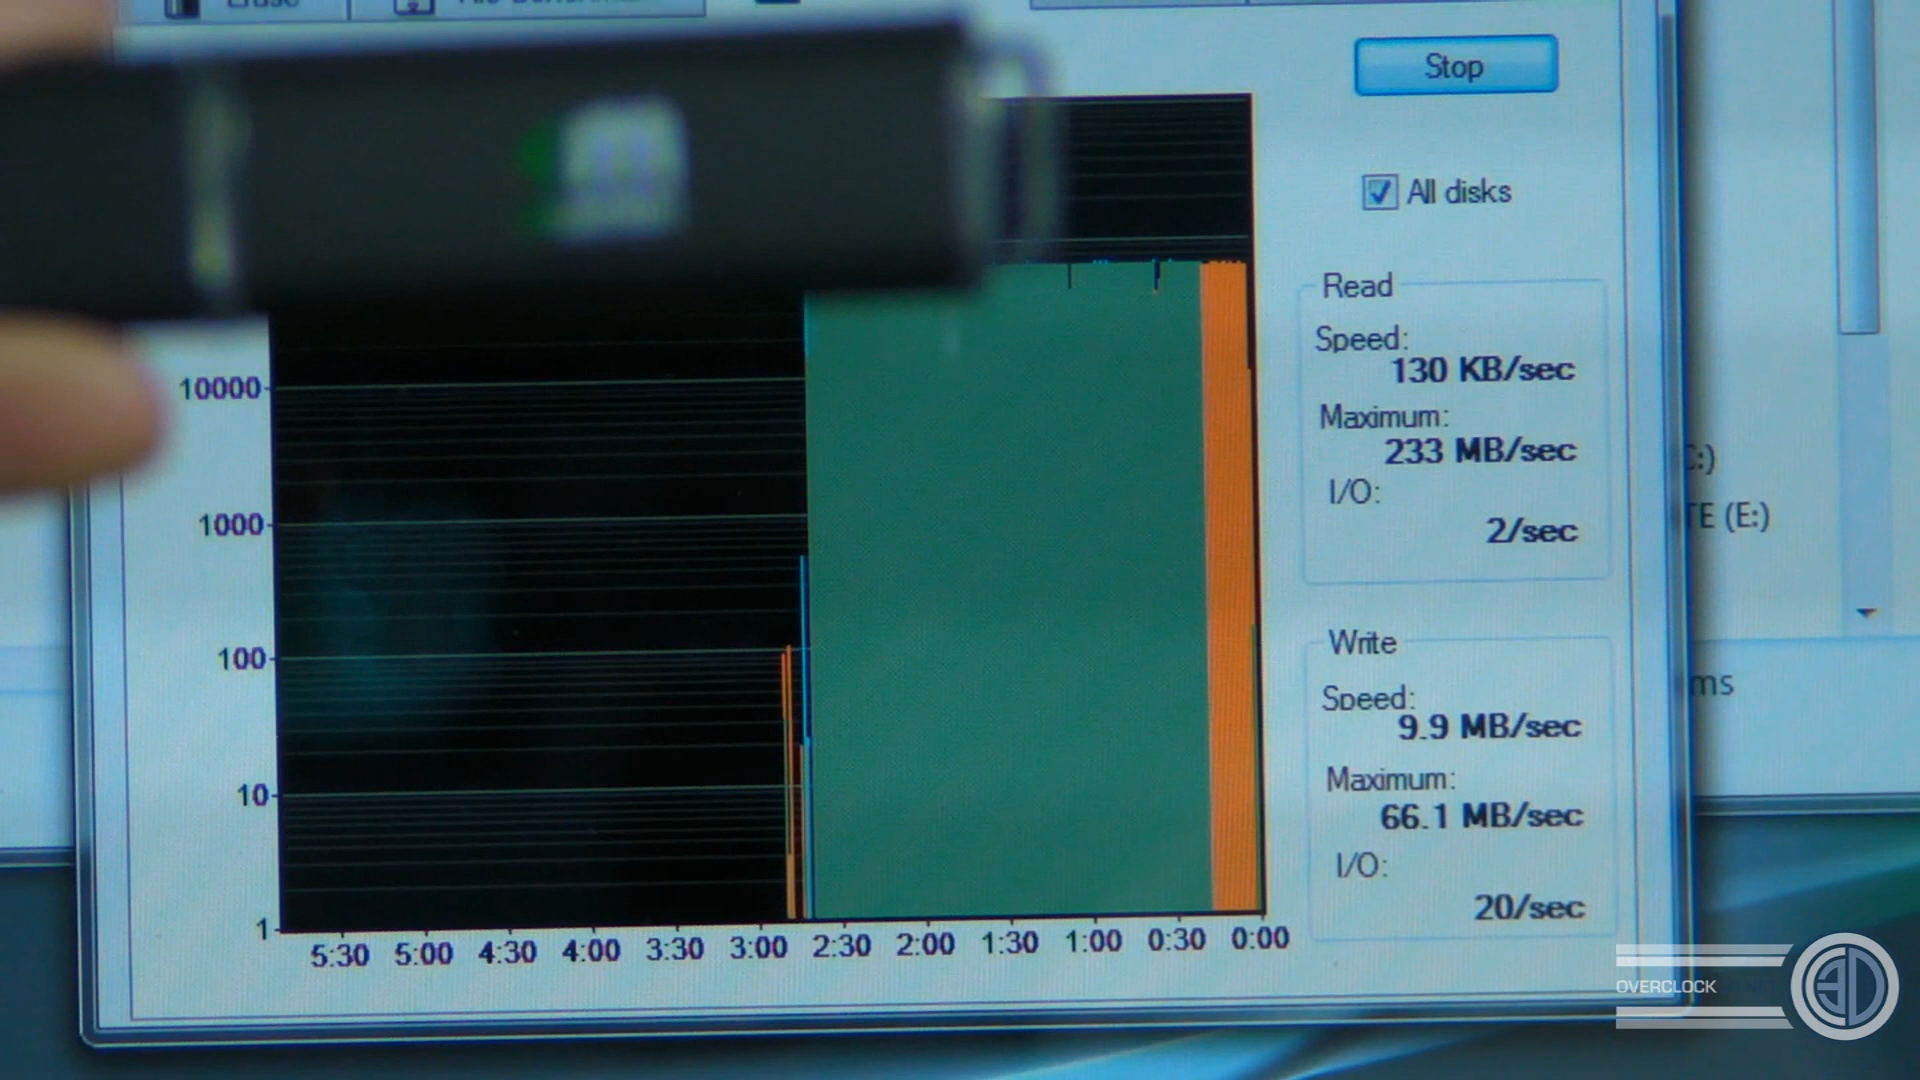 Erase
Stop
All disks
Read
Speed:
130 KB/sec
Maximum:
233 MB/sec
I/O:
2/sec
Write
Speed:
9.9 MB/sec
Maximum:
66.1 MB/sec
I/O:
20/sec
10000
1000
100
10
1
5:30 5:00 4:30 4:00 3:30 3:00 2:30 2:00 1:30 1:00 0:30 0:00
C:)
TE (E:)
ms
OVERCLOCK
3D